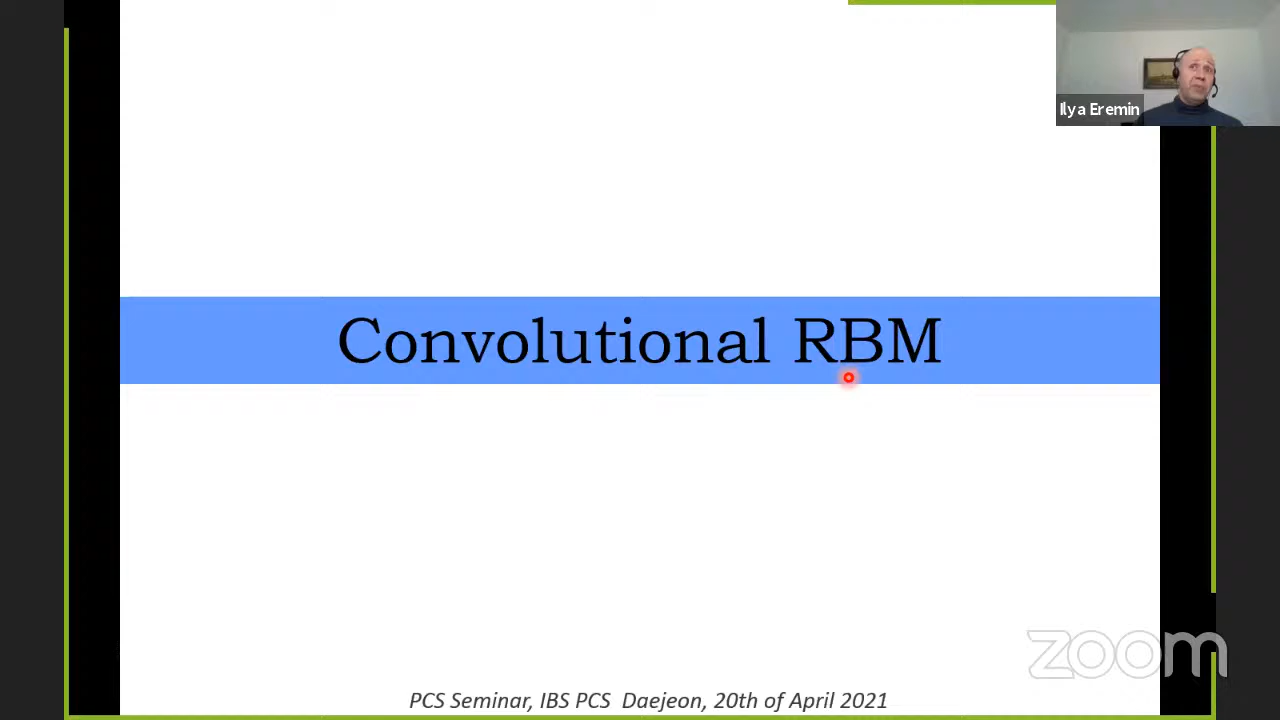 Ilya Eremin
Convolutional RBM
zoom
PCS Seminar, IBS PCS Daejeon, 20th of April 2021